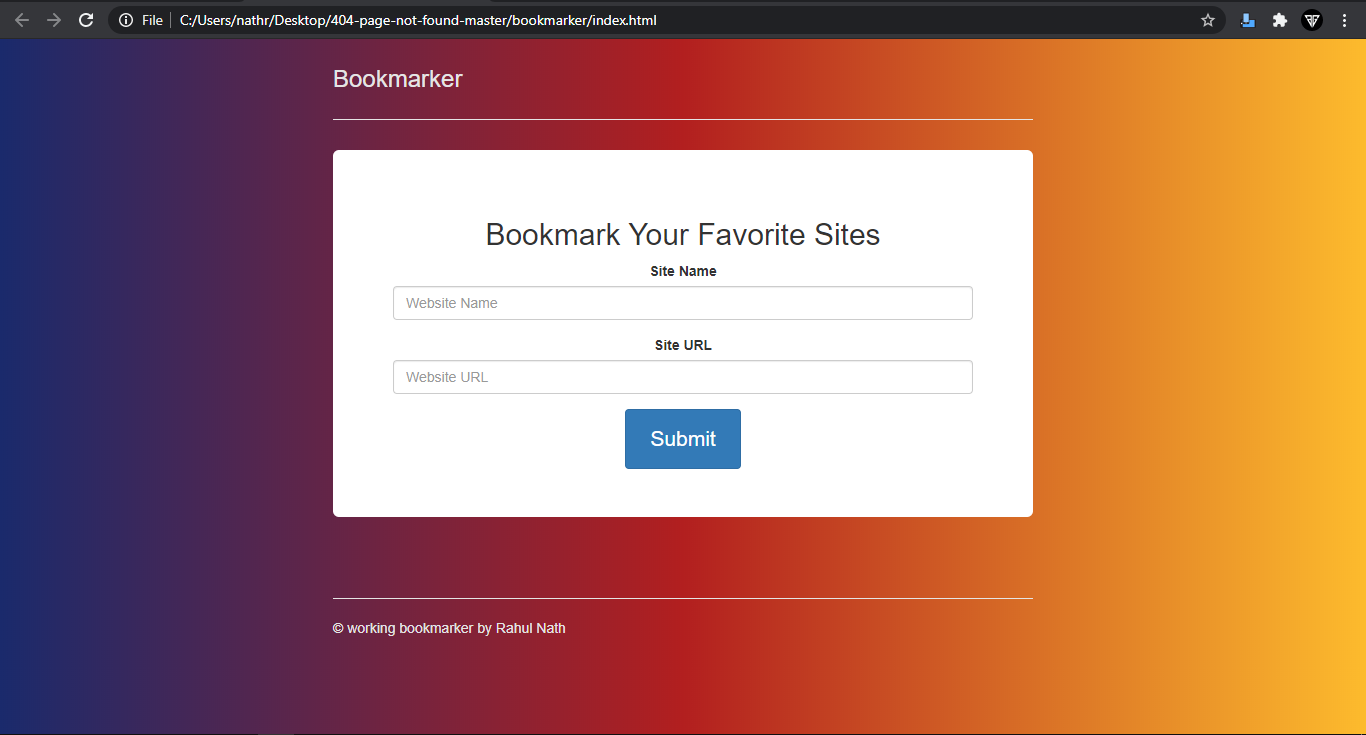 File C:/Users/nathr/Desktop/404-page-not-found-master/bookmarker/index.html
Bookmarker
Bookmark Your Favorite Sites
Site Name
Website Name
Site URL
Website URL
Submit
© working bookmarker by Rahul Nath